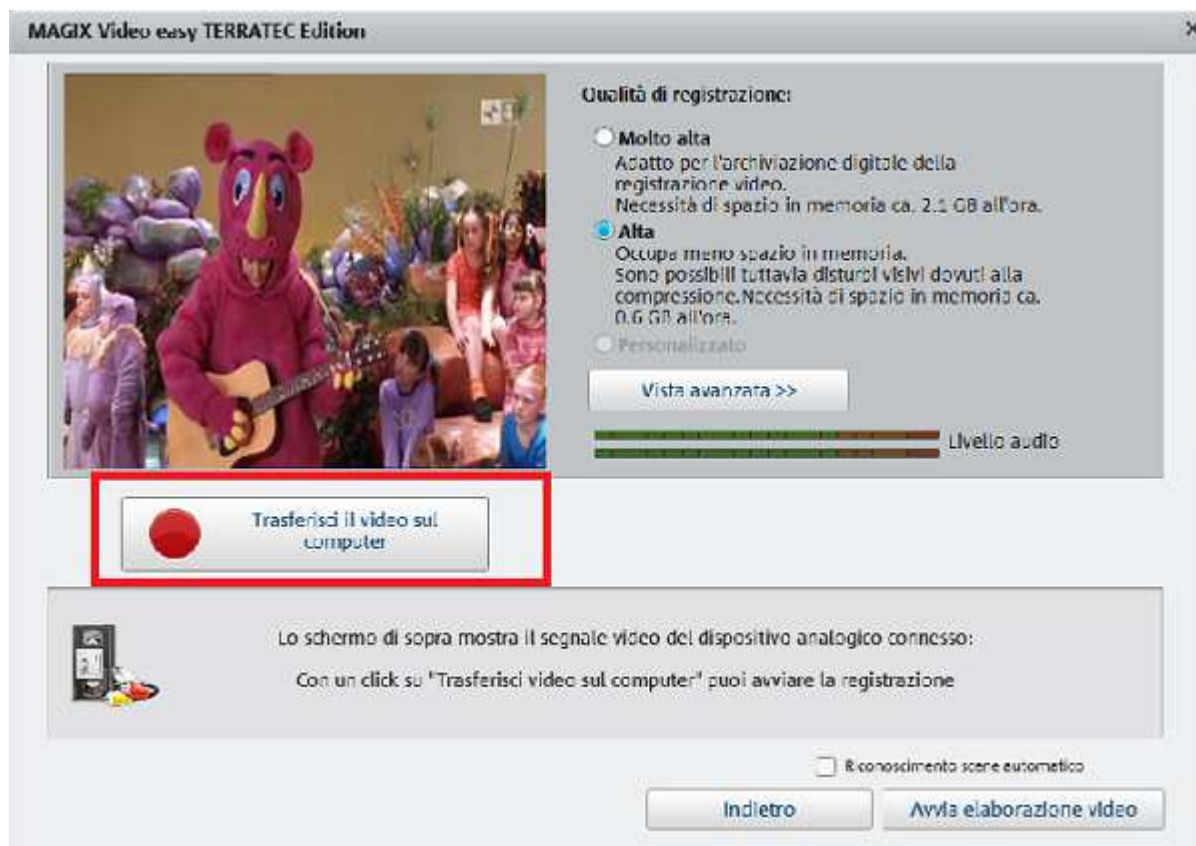 MAGIX Video easy TERRATEC Edition
Qualità di registrazione:
Molto alta
Adatto per l'archiviazione digitale della
registrazione video.
Necessità di spazio in memoria ca. 2.1 GB all'ora.
Alta
Occupa meno spazio in memoria.
Sono possibili tuttavia disturbi visivi dovuti alla
compressione.Necessità di spazio in memoria ca.
0.6 GB all'ora.
Personalizzato
Vista avanzata >>
Livello audio
Trasferisci il video sul
computer
Lo schermo di sopra mostra il segnale video del dispositivo analogico connesso:
Con un click su "Trasferisci video sul computer" puoi avviare la registrazione
Riconoscimento scene automatico
Indietro
Avvia elaborazione video